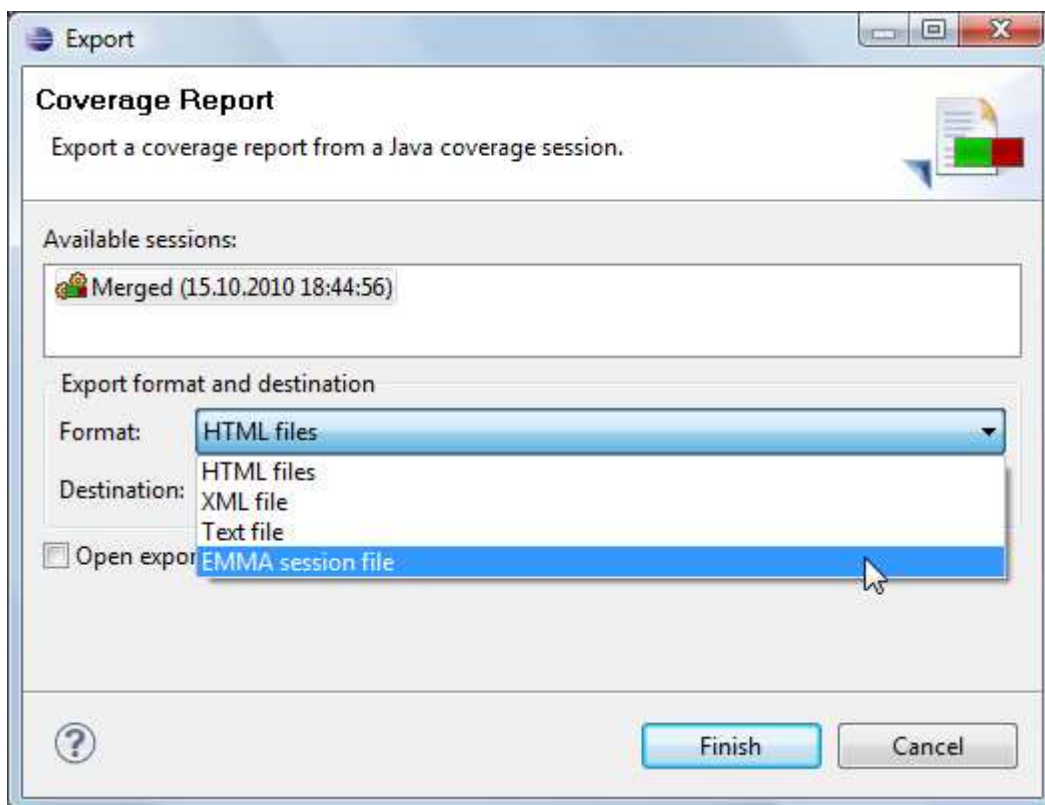 Export
Coverage Report
Export a coverage report from a Java coverage session.
Available sessions:
Merged (15.10.2010 18:44:56)
Export format and destination
Format: HTML files
HTML files
Destination:
XML file
Text file
Open expor
EMMA session file
Finish Cancel